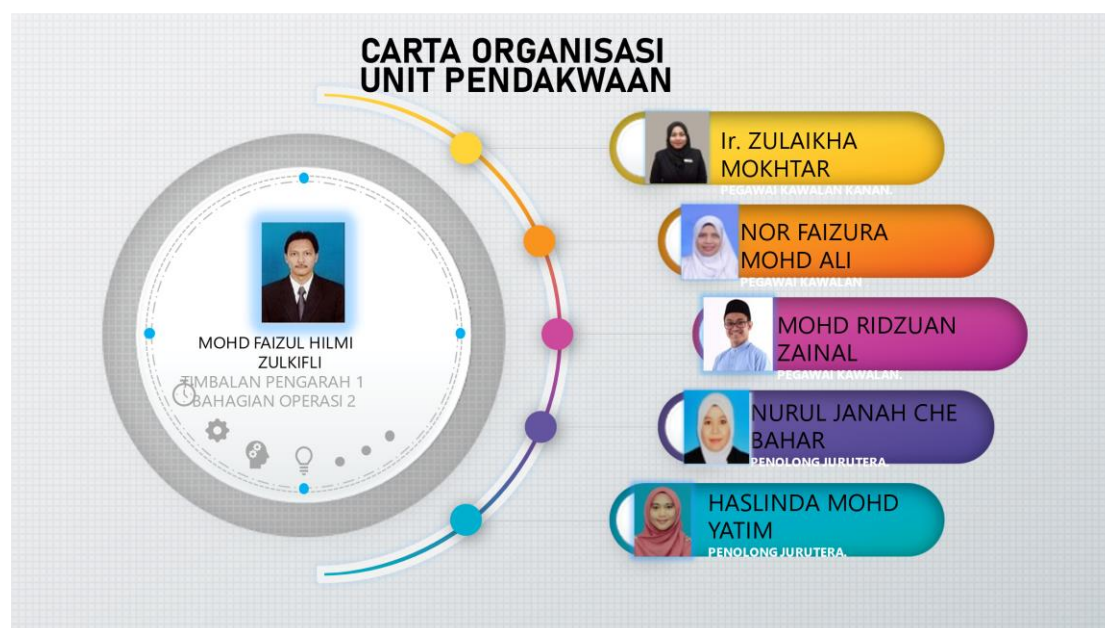 CARTA ORGANISASI
UNIT PENDAKWAAN
MOHD FAIZUL HILMI
ZULKIFLI
TIMBALAN PENGARAH 1
BAHAGIAN OPERASI 2
Ir. ZULAIKHA
MOKHTAR
PEGAWAI KAWALAN KANAN.
NOR FAIZURA
MOHD ALI
PEGAWAI KAWALAN
MOHD RIDZUAN
ZAINAL
PEGAWAI KAWALAN.
NURUL JANAH CHE
BAHAR
PENOLONG JURUTERA.
HASLINDA MOHD
YATIM
PENOLONG JURUTERA.